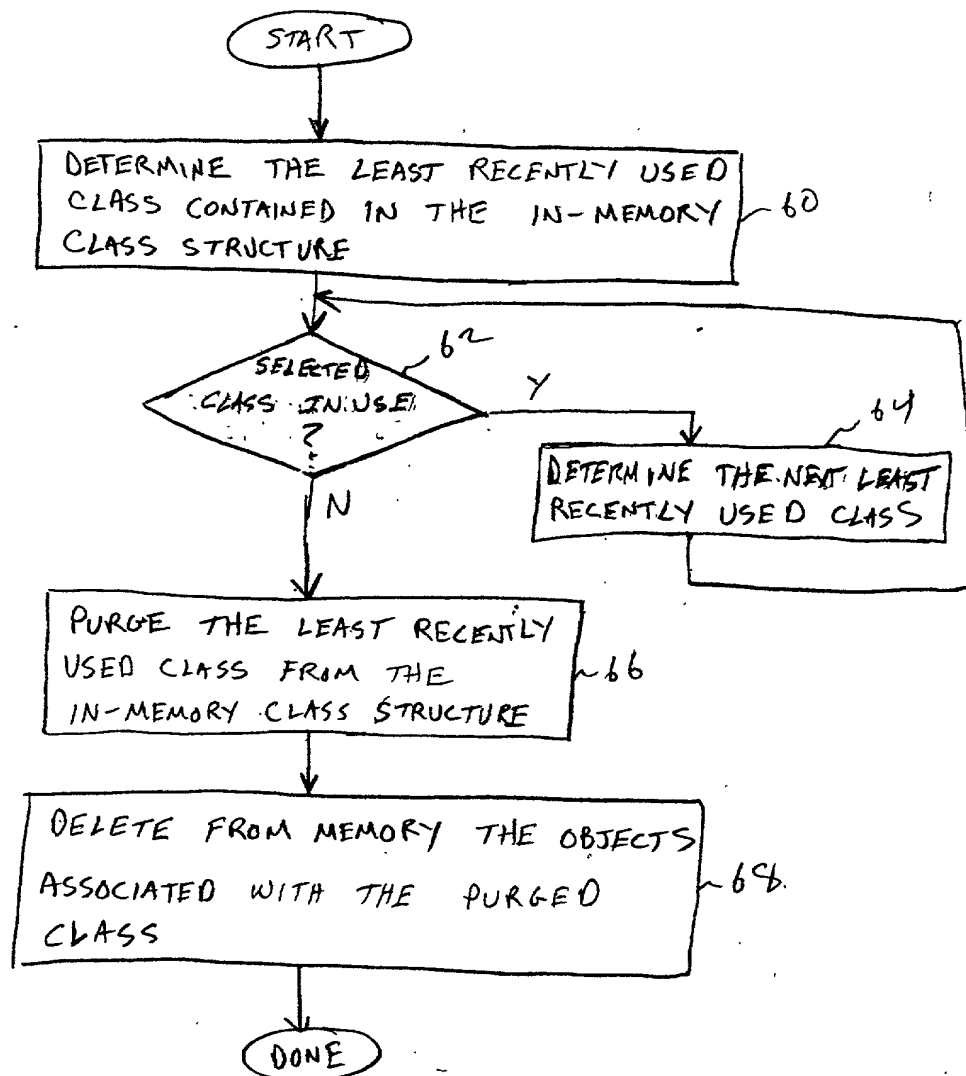 START
DETERMINE THE LEAST RECENTLY USED
CLASS CONTAINED IN THE IN-MEMORY
CLASS STRUCTURE
60
62
SELECTED
CLASS IN USE
?
Y
64
DETERMINE THE NEXT LEAST
RECENTLY USED CLASS
N
PURGE THE LEAST RECENTLY
USED CLASS FROM THE
IN-MEMORY CLASS STRUCTURE
66
DELETE FROM MEMORY THE OBJECTS
ASSOCIATED WITH THE PURGED
CLASS
68
DONE